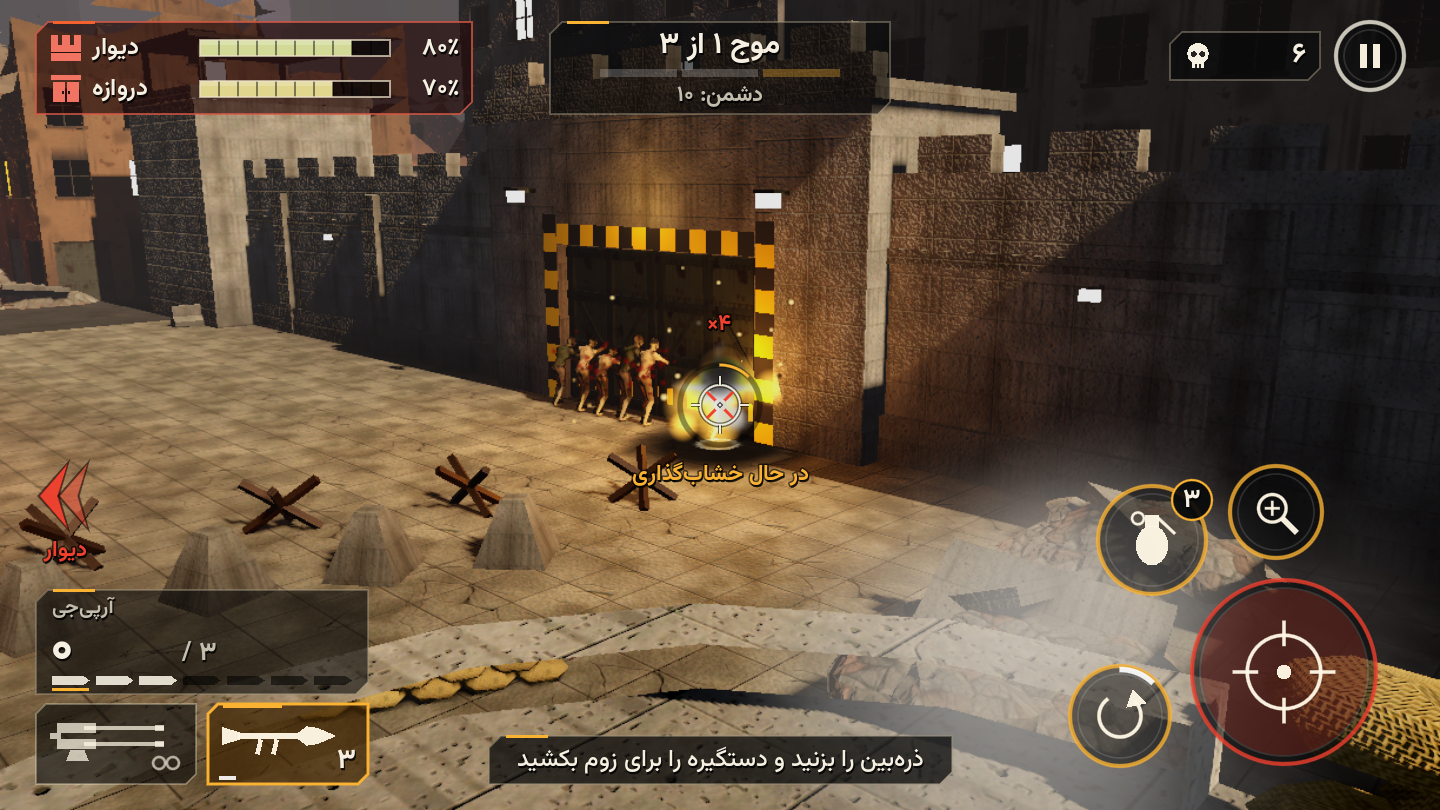 دیوار ۸۰٪
دروازه ۷۰٪
موج ۱ از ۳
دشمن: ۱۰
۶
×۴
در حال خشاب‌گذاری
دیوار
۳
آرپی‌جی
۰ / ۳
∞
۳
ذره‌بین را بزنید و دستگیره را برای زوم بکشید